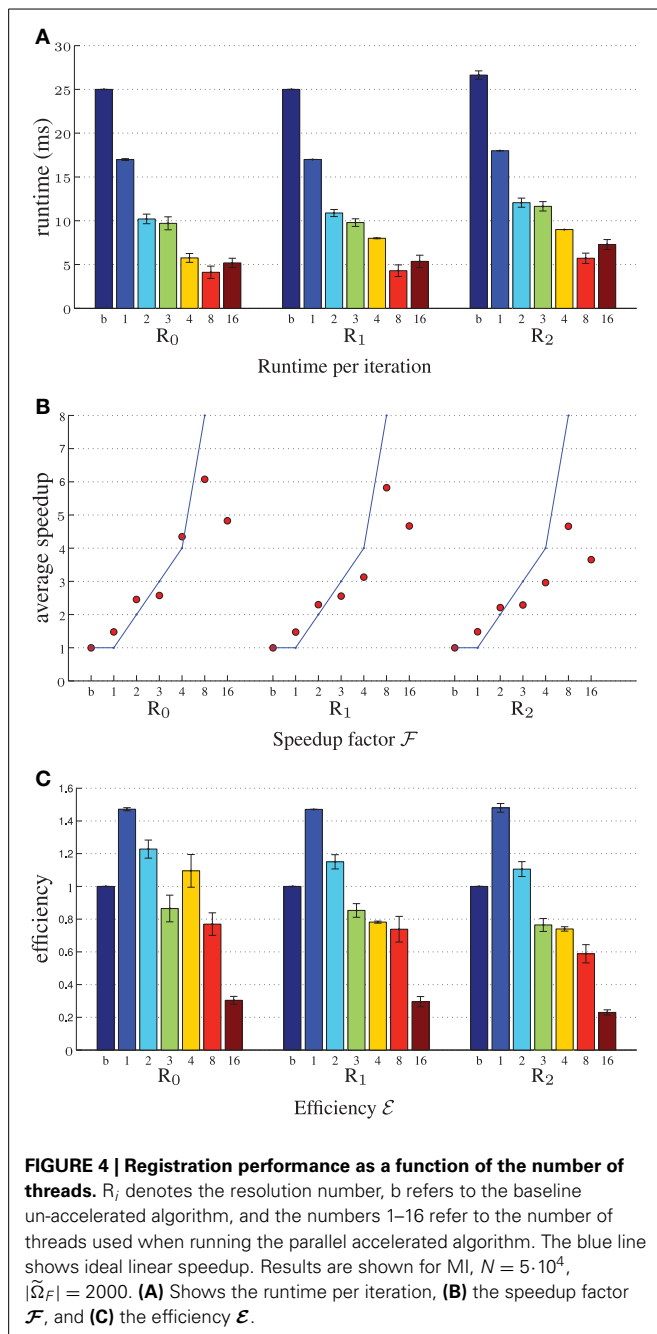 A
30
25
20
15
10
5
0
runtime (ms)
b 1 2 3 4 8 16 b 1 2 3 4 8 16 b 1 2 3 4 8 16
R0 R1 R2
Runtime per iteration
B
8
7
6
5
4
3
2
1
0
average speedup
b 1 2 3 4 8 16 b 1 2 3 4 8 16 b 1 2 3 4 8 16
R0 R1 R2
Speedup factor ℱ
C
1.6
1.4
1.2
1
0.8
0.6
0.4
0.2
0
efficiency
b 1 2 3 4 8 16 b 1 2 3 4 8 16 b 1 2 3 4 8 16
R0 R1 R2
Efficiency ℰ
FIGURE 4 | Registration performance as a function of the number of
threads. Ri denotes the resolution number, b refers to the baseline
un-accelerated algorithm, and the numbers 1–16 refer to the number of
threads used when running the parallel accelerated algorithm. The blue line
shows ideal linear speedup. Results are shown for MI, N = 5·10⁴,
|Ω̃F| = 2000. (A) Shows the runtime per iteration, (B) the speedup factor
ℱ, and (C) the efficiency ℰ.